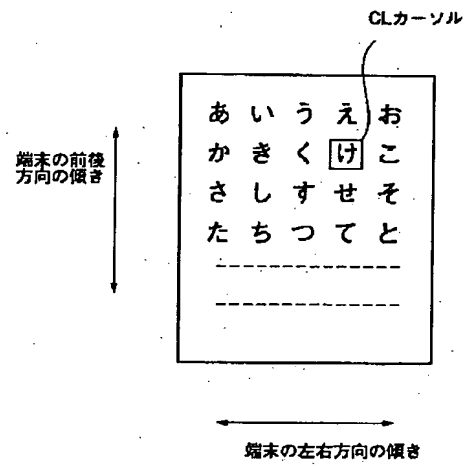 CLカーソル
あ い う え お
か き く け こ
さ し す せ そ
た ち つ て と
端末の前後
方向の傾き
端末の左右方向の傾き